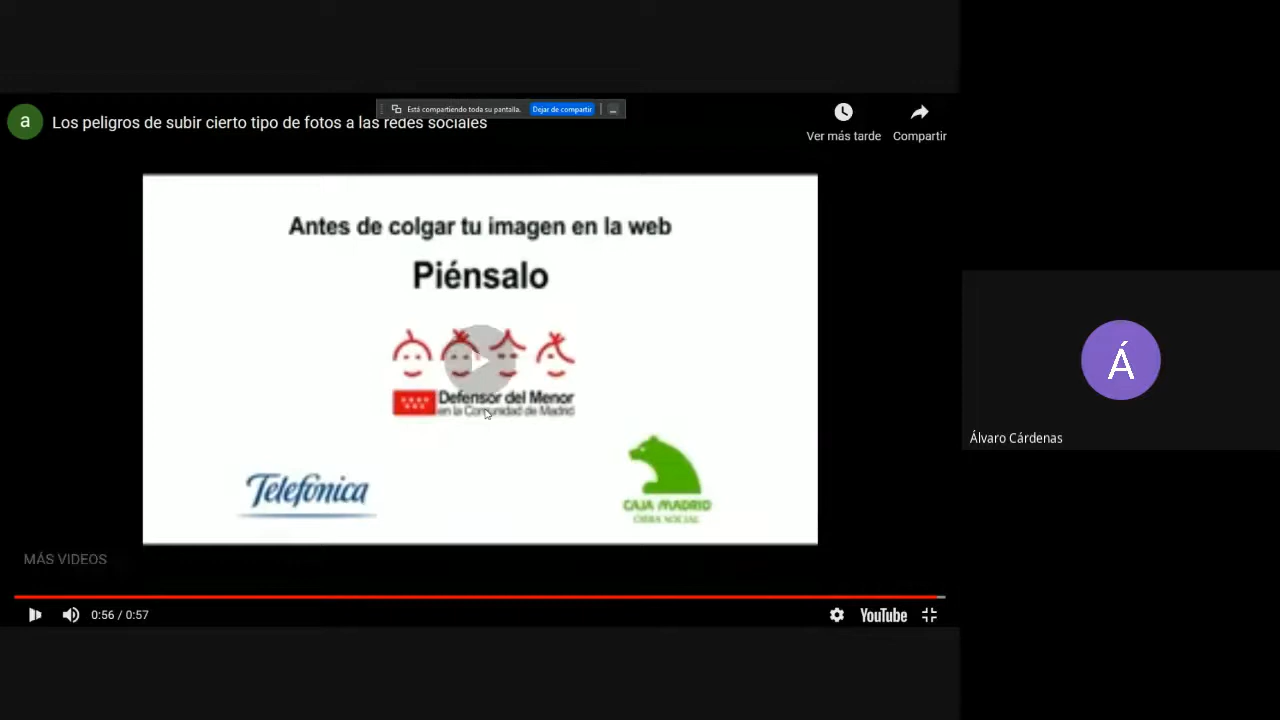 Está compartiendo toda su pantalla. Dejar de compartir
a Los peligros de subir cierto tipo de fotos a las redes sociales
Ver más tarde Compartir
Antes de colgar tu imagen en la web
Piénsalo
Defensor del Menor
en la Comunidad de Madrid
Telefónica
CAJA MADRID
OBRA SOCIAL
Á
Álvaro Cárdenas
MÁS VIDEOS
0:56 / 0:57
YouTube